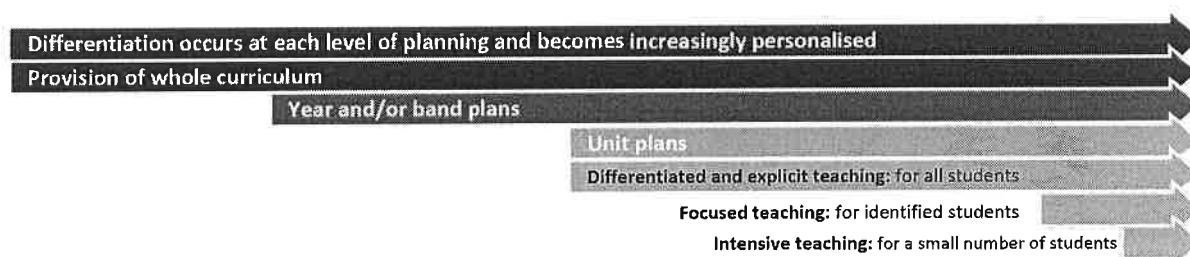 Differentiation occurs at each level of planning and becomes increasingly personalised
Provision of whole curriculum
Year and/or band plans
Unit plans
Differentiated and explicit teaching: for all students
Focused teaching: for identified students
Intensive teaching: for a small number of students